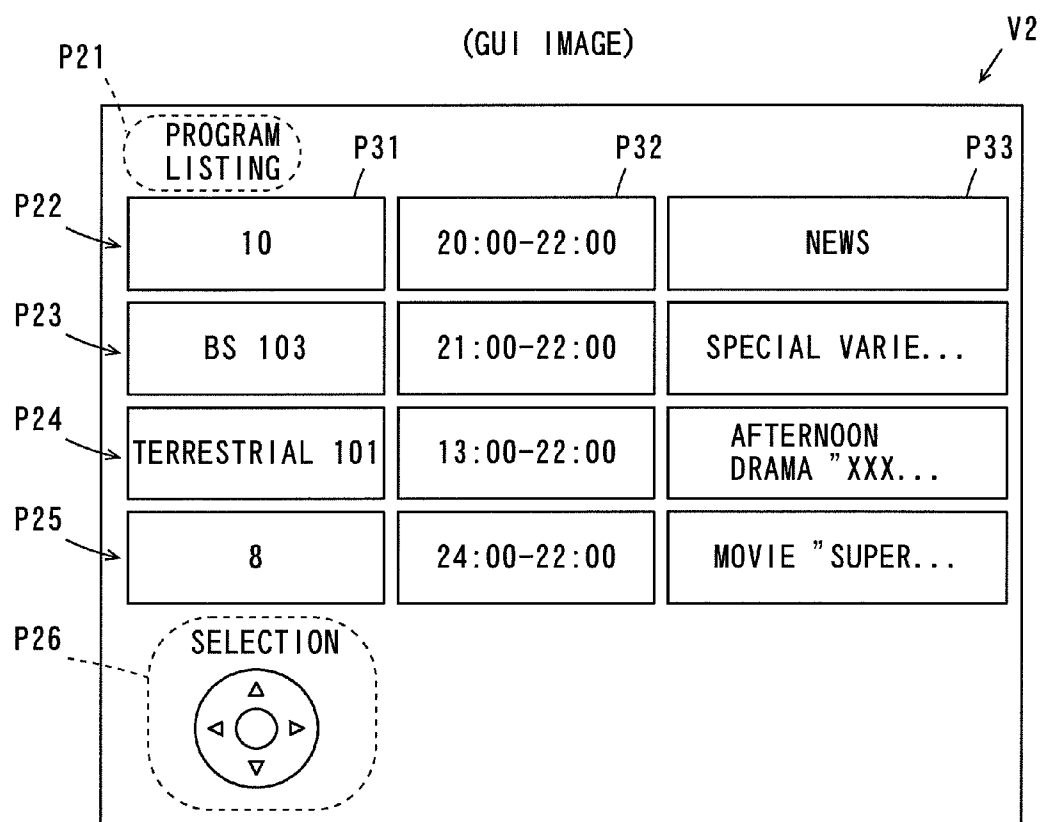 (GUI IMAGE)
V2
P21
PROGRAM
LISTING
P31
P32
P33
P22
10
20:00-22:00
NEWS
P23
BS 103
21:00-22:00
SPECIAL VARIE...
P24
TERRESTRIAL 101
13:00-22:00
AFTERNOON
DRAMA "XXX...
P25
8
24:00-22:00
MOVIE "SUPER...
P26
SELECTION